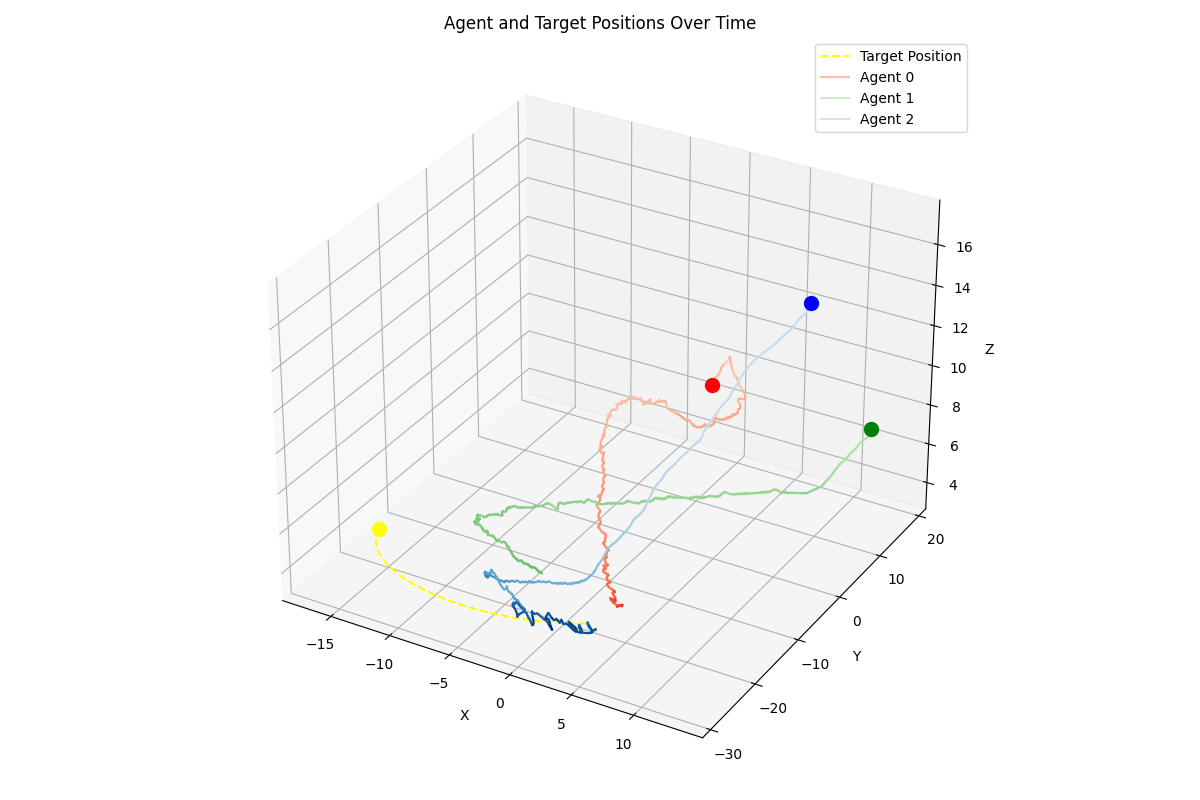 Agent and Target Positions Over Time
Target Position
Agent 0
Agent 1
Agent 2
16
14
12
10
8
6
4
Z
20
10
0
−10
−20
−30
Y
−15
−10
−5
0
5
10
X